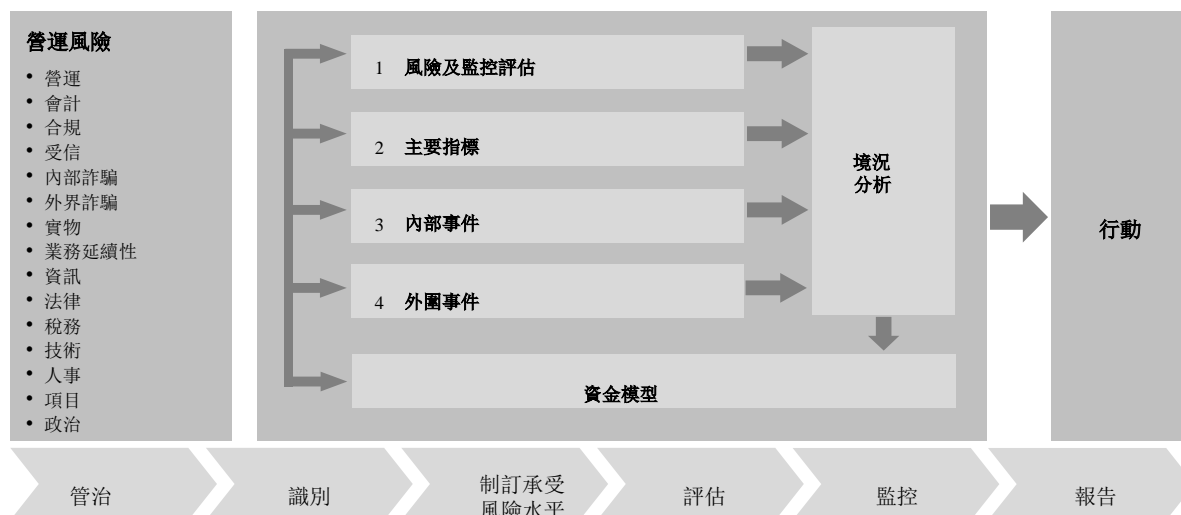 營運風險
• 營運
• 會計
• 合規
• 受信
• 內部詐騙
• 外界詐騙
• 實物
• 業務延續性
• 資訊
• 法律
• 稅務
• 技術
• 人事
• 項目
• 政治
1 風險及監控評估
2 主要指標
3 內部事件
4 外圍事件
境況
分析
資金模型
行動
管治
識別
制訂承受
風險水平
評估
監控
報告